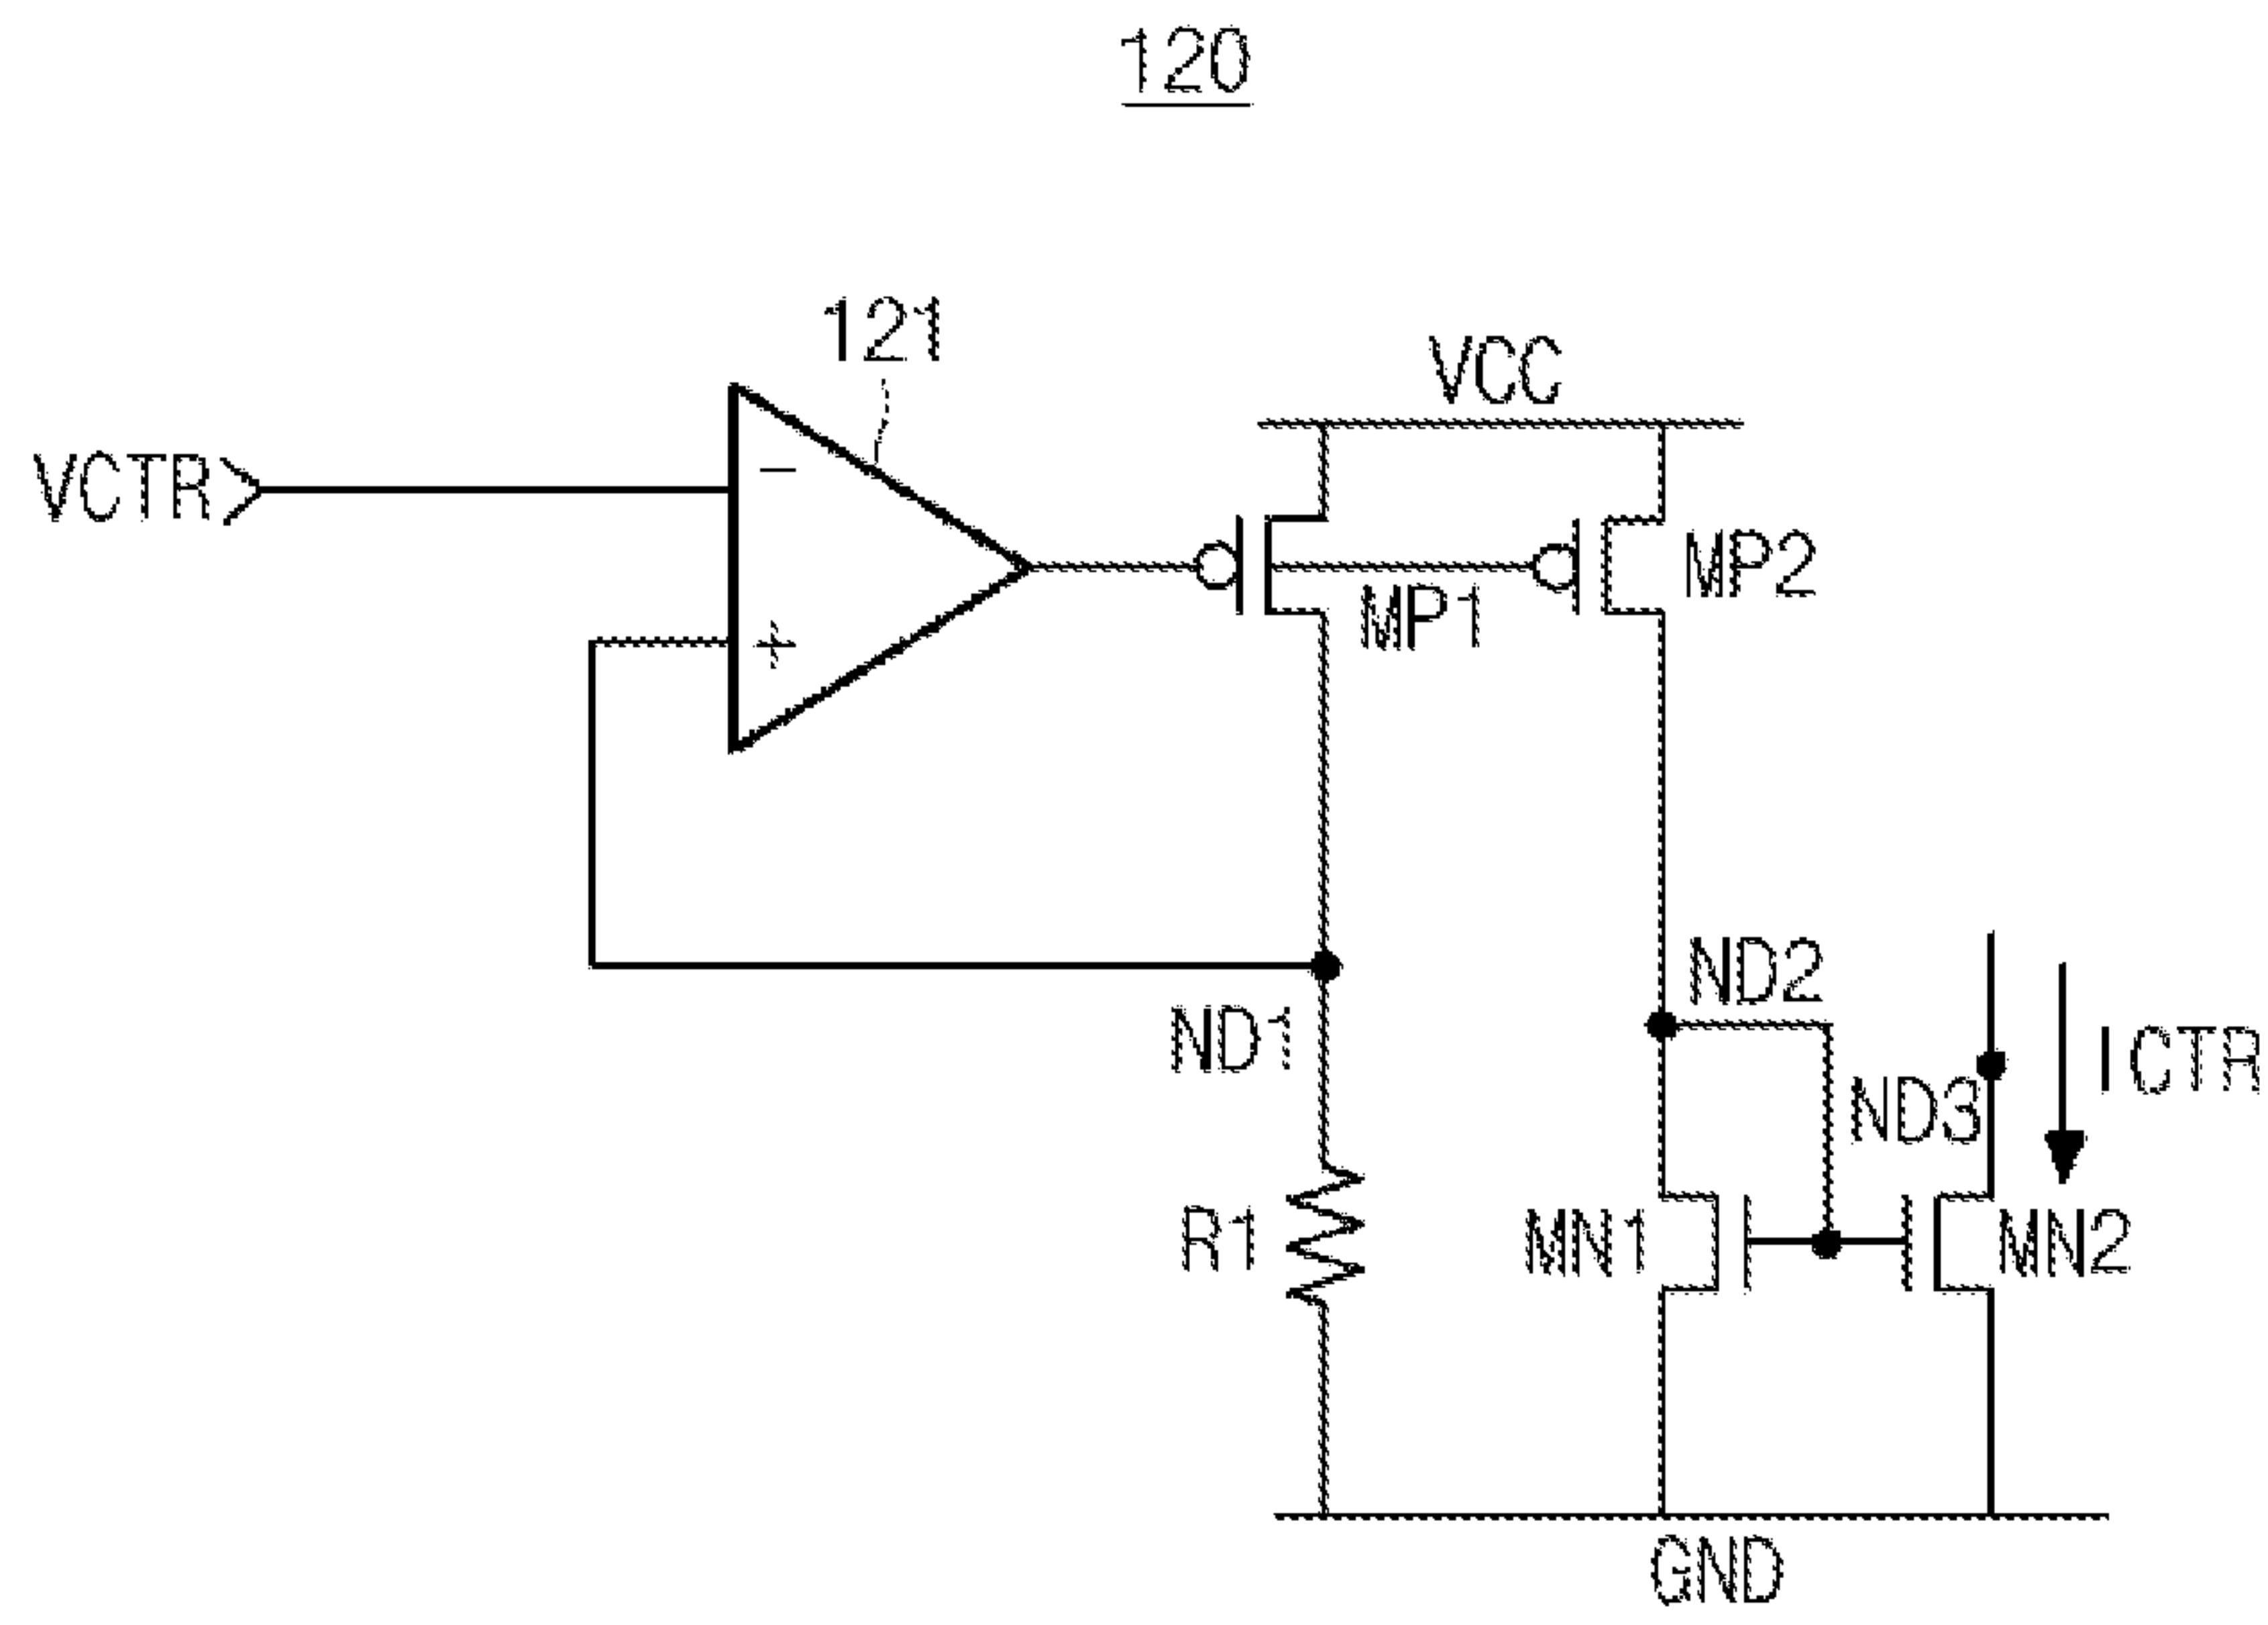 120
121
VCC
VCTR
−
MP2
MP1
+
ND2
ND1
ICTR
ND3
R1
MN1
MN2
GND